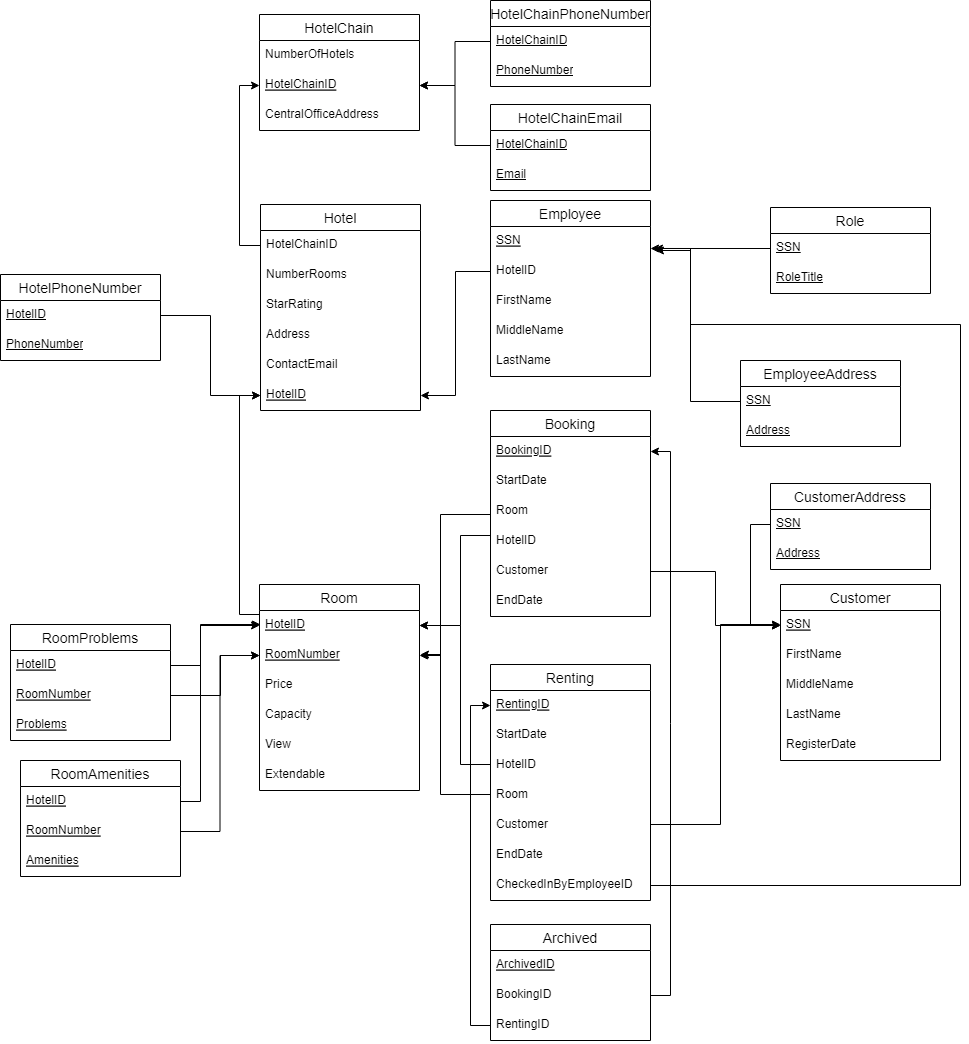 HotelChain
NumberOfHotels
HotelChainID
CentralOfficeAddress
HotelChainPhoneNumber
HotelChainID
PhoneNumber
HotelChainEmail
HotelChainID
Email
Hotel
HotelChainID
NumberRooms
StarRating
Address
ContactEmail
HotelID
Employee
SSN
HotelID
FirstName
MiddleName
LastName
Role
SSN
RoleTitle
HotelPhoneNumber
HotelID
PhoneNumber
EmployeeAddress
SSN
Address
Booking
BookingID
StartDate
Room
HotelID
Customer
EndDate
CustomerAddress
SSN
Address
Room
HotelID
RoomNumber
Price
Capacity
View
Extendable
Customer
SSN
FirstName
MiddleName
LastName
RegisterDate
RoomProblems
HotelID
RoomNumber
Problems
Renting
RentingID
StartDate
HotelID
Room
Customer
EndDate
CheckedInByEmployeeID
RoomAmenities
HotelID
RoomNumber
Amenities
Archived
ArchivedID
BookingID
RentingID